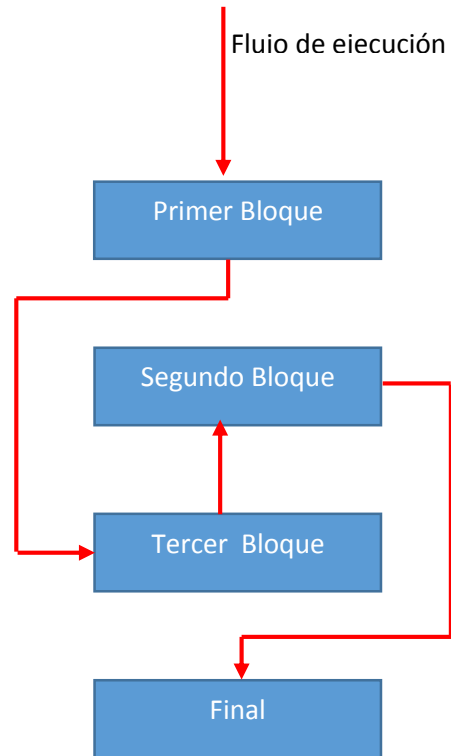 Fluio de eiecución
Primer Bloque
Segundo Bloque
Tercer Bloque
Final